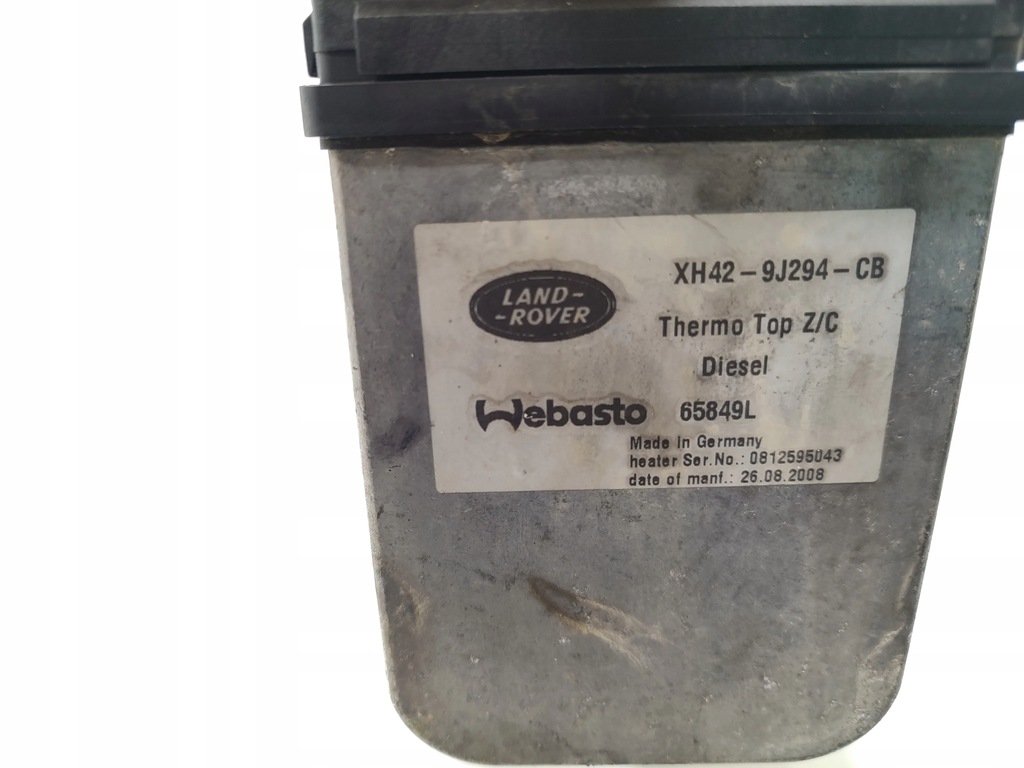 LAND-
-ROVER
XH42-9J294-CB
Thermo Top Z/C
Diesel
Webasto 65849L
Made in Germany
heater Ser.No.: 0812595043
date of manf.: 26.08.2008